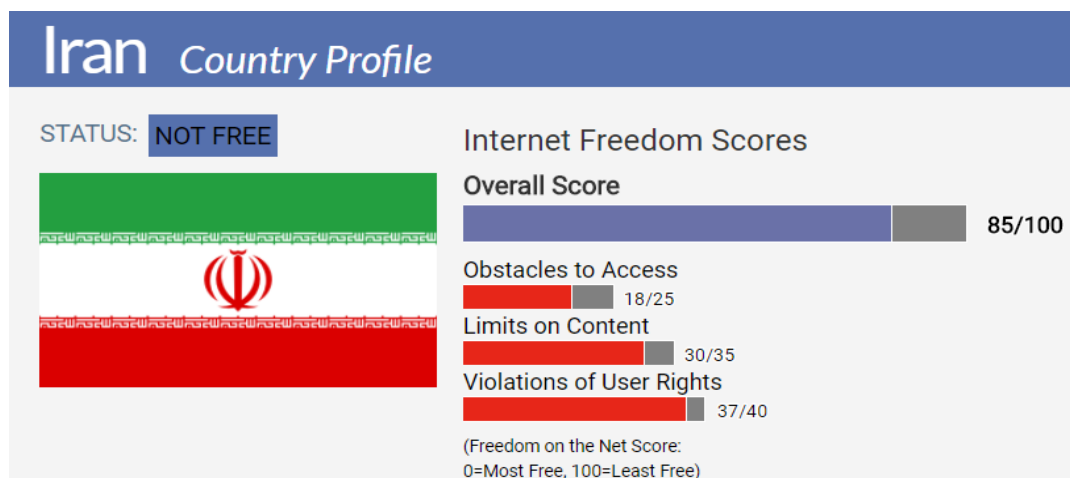 Iran Country Profile
STATUS: NOT FREE
Internet Freedom Scores
Overall Score
85/100
Obstacles to Access
18/25
Limits on Content
30/35
Violations of User Rights
37/40
(Freedom on the Net Score:
0=Most Free, 100=Least Free)